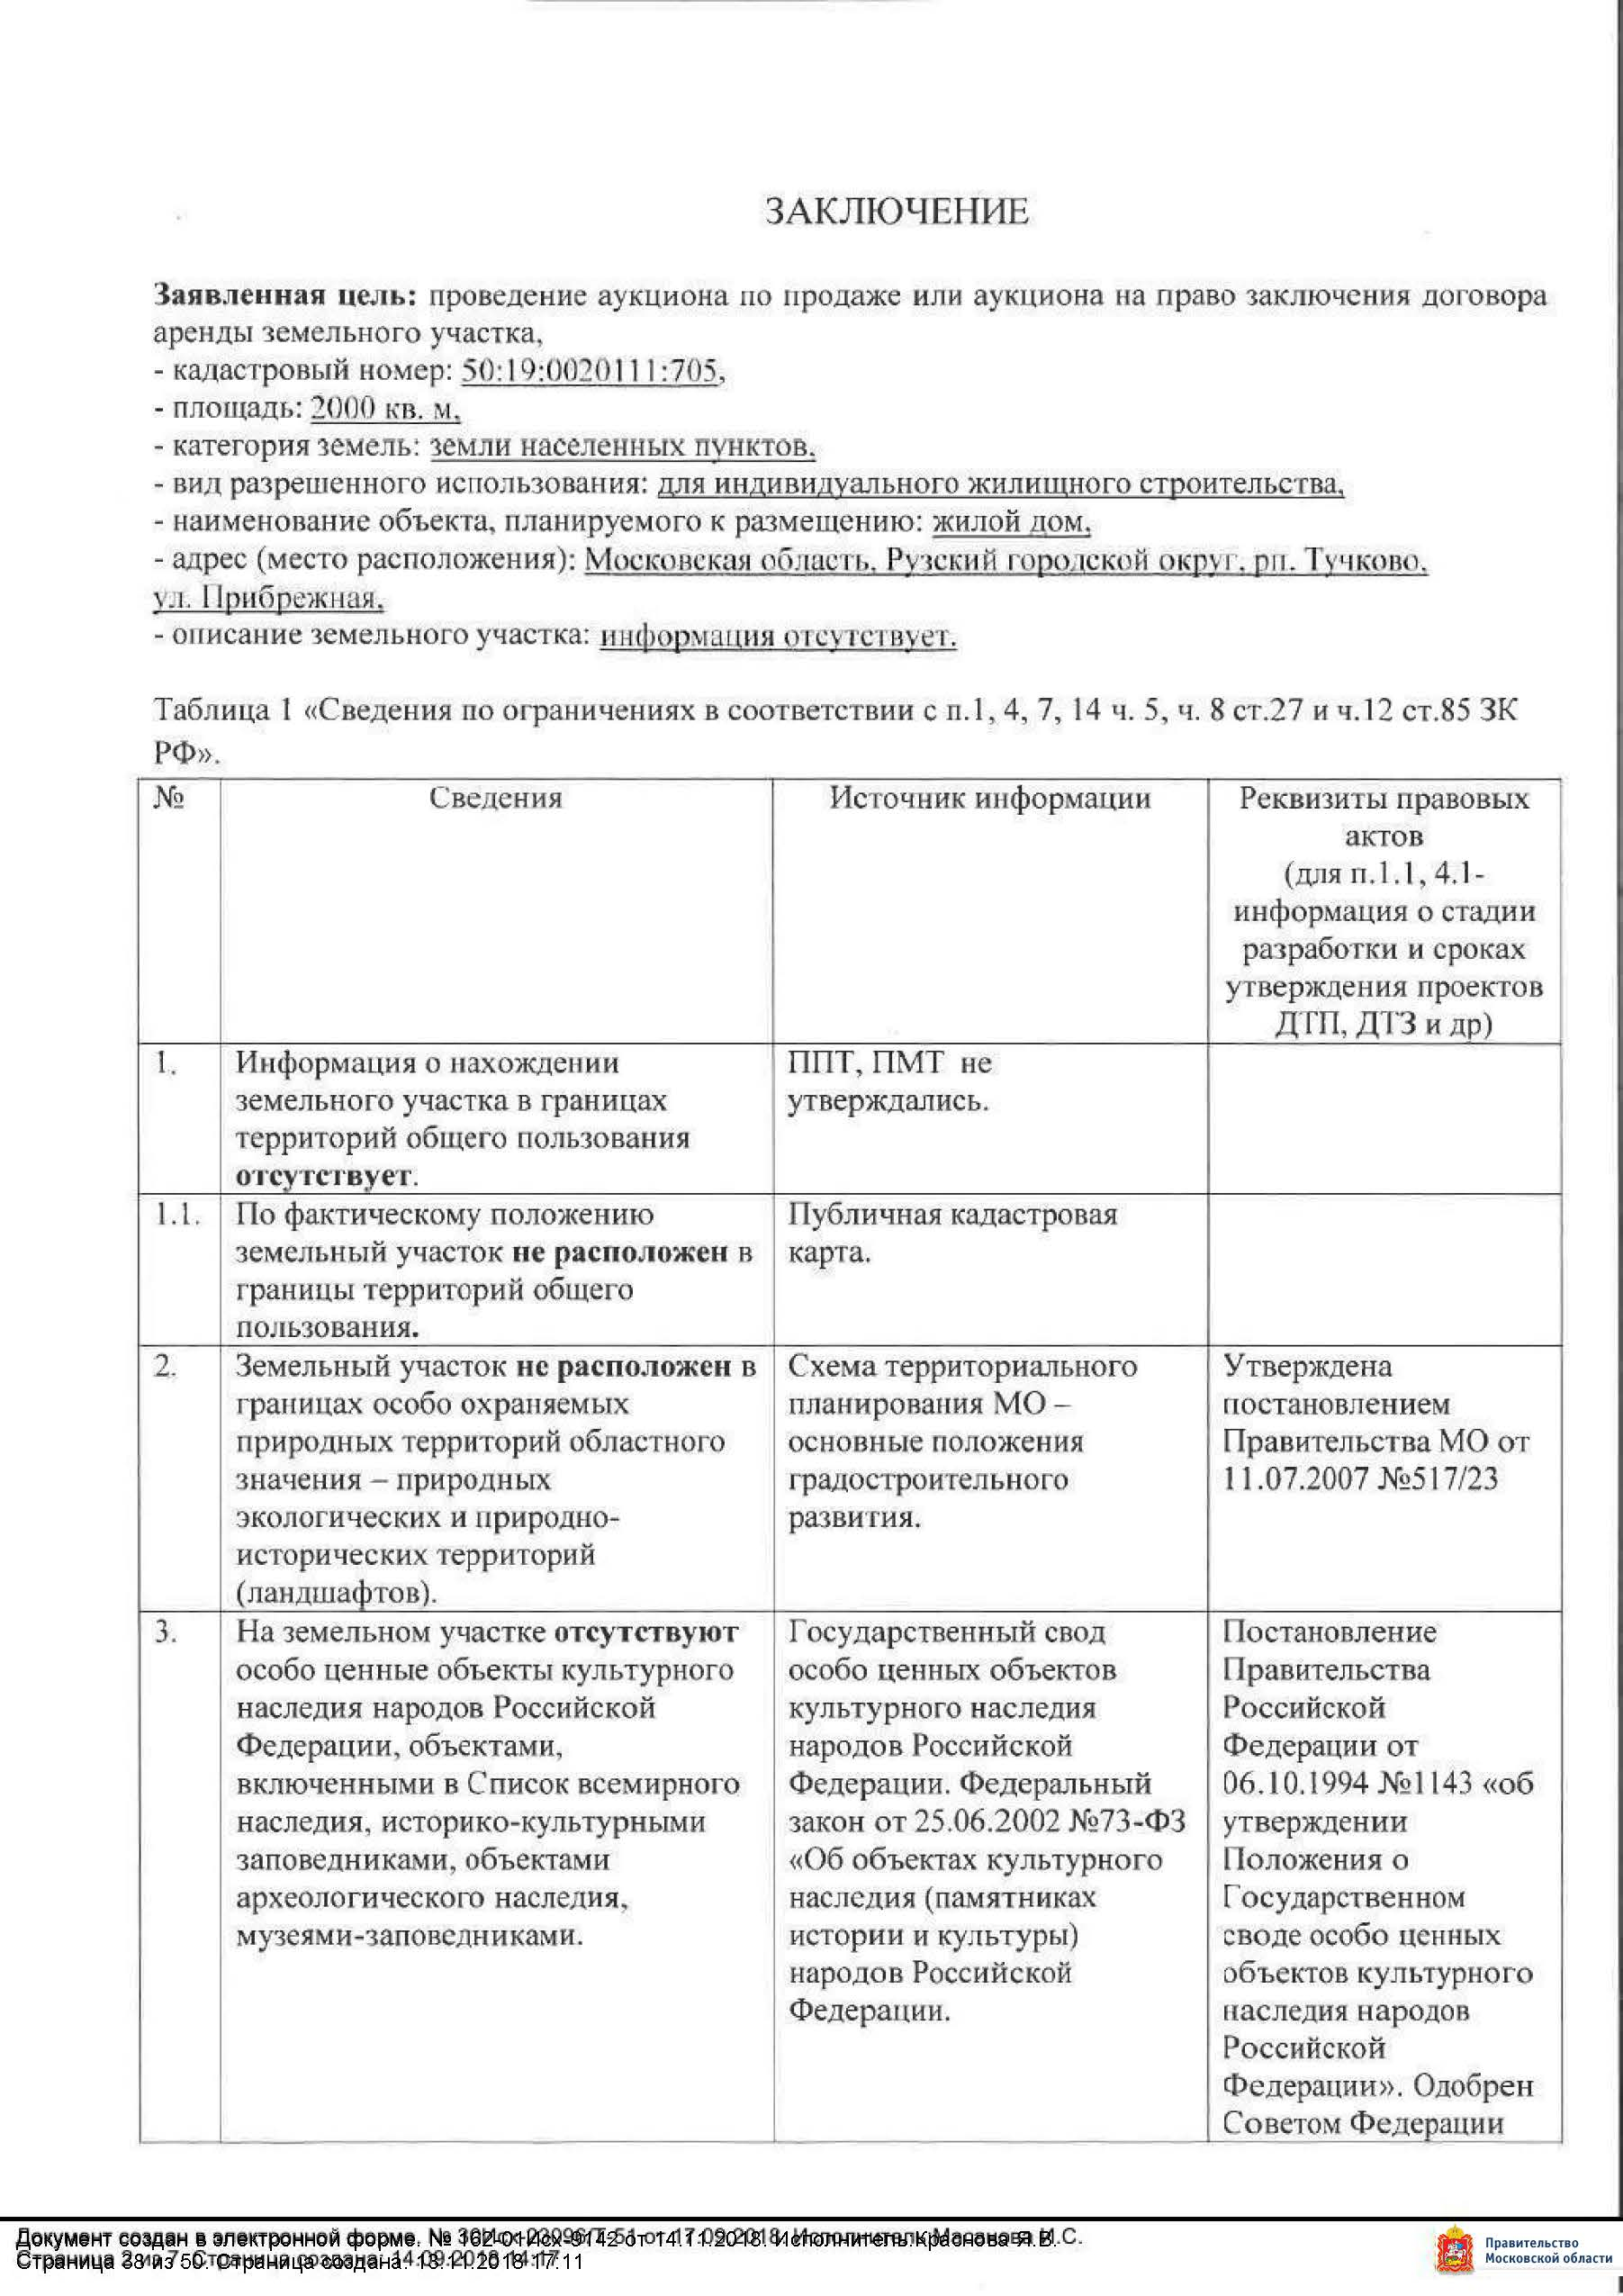 ЗАКЛЮЧЕНИЕ
Заявленная цель: проведение аукциона по продаже или аукциона на право заключения договора
аренды земельного участка,
- кадастровый номер: 50:19:0020111:705,
- площадь: 2000 кв. м,
- категория земель: земли населенных пунктов,
- вид разрешенного использования: для индивидуального жилищного строительства,
- наименование объекта, планируемого к размещению: жилой дом,
- адрес (место расположения): Московская область, Рузский городской округ, рп. Тучково,
ул. Прибрежная,
- описание земельного участка: информация отсутствует.
Таблица 1 «Сведения по ограничениях в соответствии с п.1, 4, 7, 14 ч. 5, ч. 8 ст.27 и ч.12 ст.85 ЗК
РФ».
№
Сведения
Источник информации
Реквизиты правовых
актов
(для п.1.1, 4.1-
информация о стадии
разработки и сроках
утверждения проектов
ДТП, ДТЗ и др)
1.
Информация о нахождении
земельного участка в границах
территорий общего пользования
отсутствует.
ППТ, ПМТ не
утверждались.
1.1.
По фактическому положению
земельный участок не расположен в
границы территорий общего
пользования.
Публичная кадастровая
карта.
2.
Земельный участок не расположен в
границах особо охраняемых
природных территорий областного
значения – природных
экологических и природно-
исторических территорий
(ландшафтов).
Схема территориального
планирования МО –
основные положения
градостроительного
развития.
Утверждена
постановлением
Правительства МО от
11.07.2007 №517/23
3.
На земельном участке отсутствуют
особо ценные объекты культурного
наследия народов Российской
Федерации, объектами,
включенными в Список всемирного
наследия, историко-культурными
заповедниками, объектами
археологического наследия,
музеями-заповедниками.
Государственный свод
особо ценных объектов
культурного наследия
народов Российской
Федерации. Федеральный
закон от 25.06.2002 №73-ФЗ
«Об объектах культурного
наследия (памятниках
истории и культуры)
народов Российской
Федерации.
Постановление
Правительства
Российской
Федерации от
06.10.1994 №1143 «об
утверждении
Положения о
Государственном
своде особо ценных
объектов культурного
наследия народов
Российской
Федерации». Одобрен
Советом Федерации
Документ создан в электронной форме. №
Правительство
Московской области